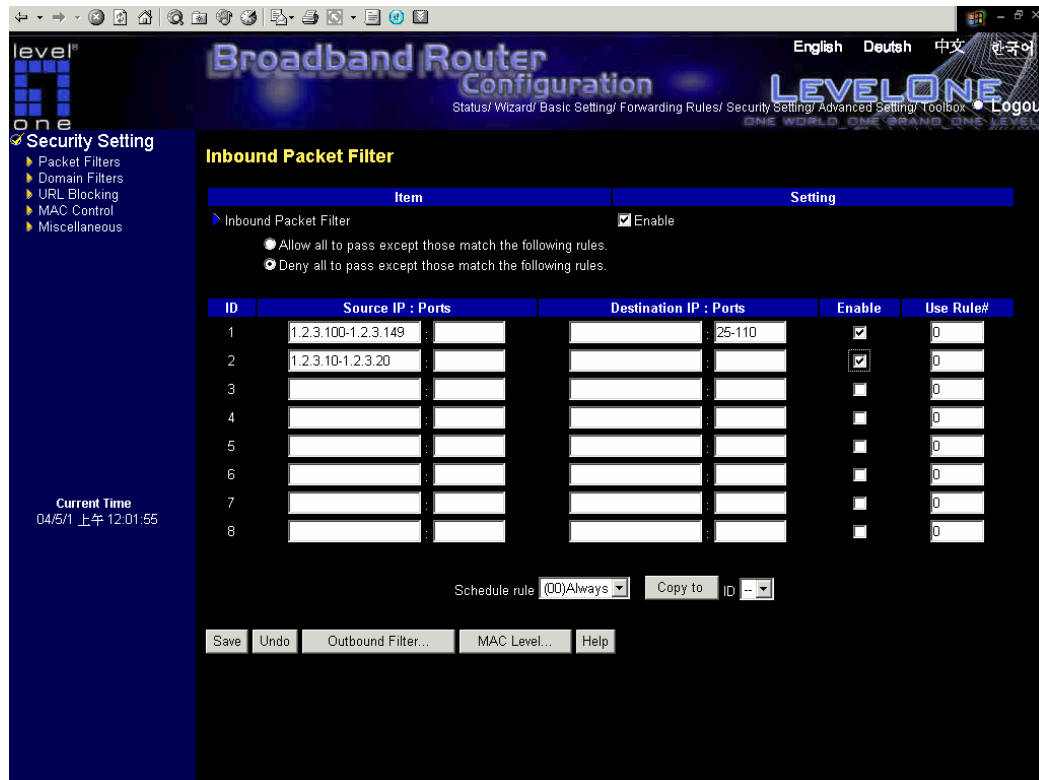 level®
one
Broadband Router
Configuration
English Deutsh 中文 한국어
LEVELONE
Status/ Wizard/ Basic Setting/ Forwarding Rules/ Security Setting/ Advanced Setting/ Toolbox Logou
ONE WORLD_ONE BRAND_ONE LEVEL
Security Setting
Packet Filters
Domain Filters
URL Blocking
MAC Control
Miscellaneous
Current Time
04/5/1 上午 12:01:55
Inbound Packet Filter
Item Setting
Inbound Packet Filter Enable
Allow all to pass except those match the following rules.
Deny all to pass except those match the following rules.
ID Source IP : Ports Destination IP : Ports Enable Use Rule#
1 1.2.3.100-1.2.3.149 : : 25-110 0
2 1.2.3.10-1.2.3.20 : : 0
3 : : 0
4 : : 0
5 : : 0
6 : : 0
7 : : 0
8 : : 0
Schedule rule (00)Always Copy to ID --
Save Undo Outbound Filter... MAC Level... Help